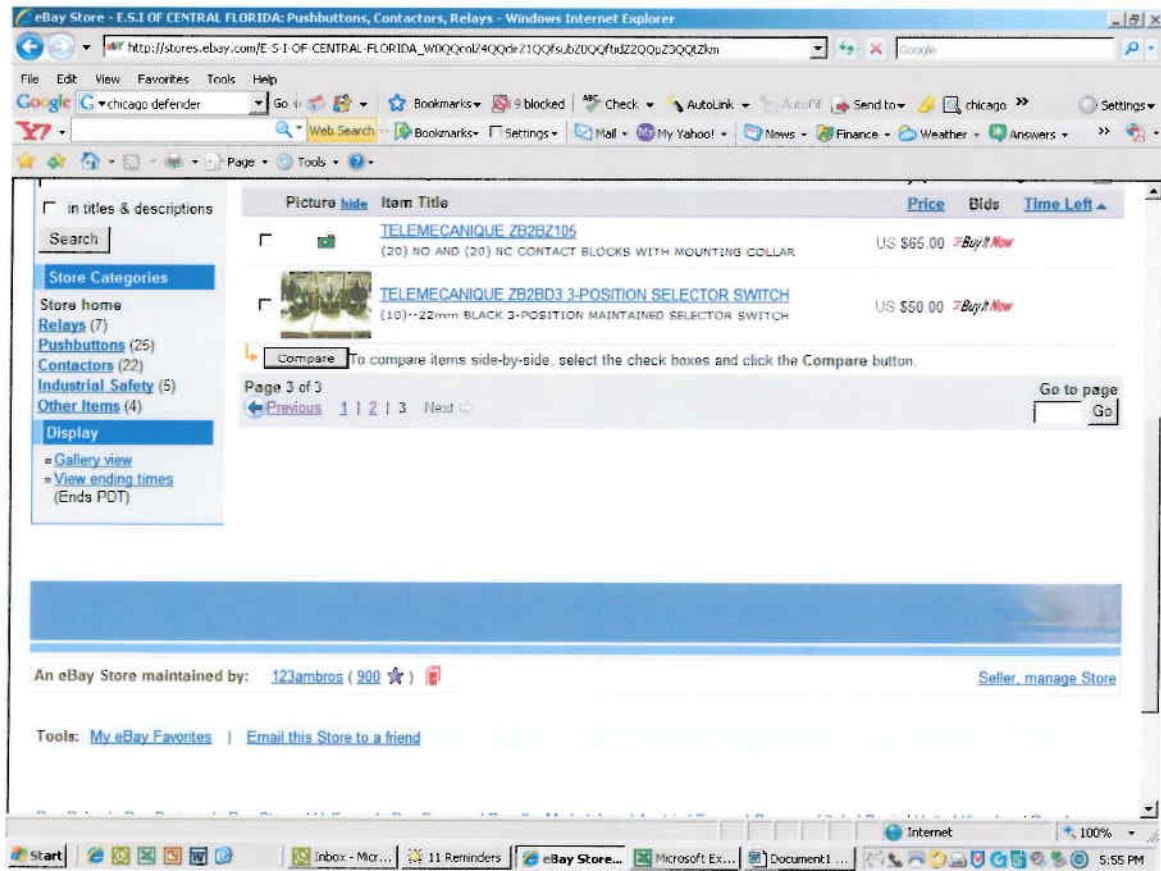 eBay Store - E.S.I OF CENTRAL FLORIDA: Pushbuttons, Contactors, Relays - Windows Internet Explorer
Google
File Edit View Favorites Tools Help
Google chicago defender Go Bookmarks 9 blocked Check AutoLink AutoFill Send to chicago Settings
Web Search Bookmarks Settings Mail My Yahoo! News Finance Weather Answers
Page Tools
Picture hide Item Title Price Bids Time Left
in titles & descriptions
Search
TELEMECANIQUE ZB2BZ105
(20) NO AND (20) NC CONTACT BLOCKS WITH MOUNTING COLLAR
US $65.00 Buy It Now
TELEMECANIQUE ZB2BD3 3-POSITION SELECTOR SWITCH
(10)--22mm BLACK 3-POSITION MAINTAINED SELECTOR SWITCH
US $50.00 Buy It Now
Store Categories
Store home
Relays (7)
Pushbuttons (25)
Contactors (22)
Industrial Safety (5)
Other Items (4)
Display
Gallery view
View ending times
(Ends PDT)
Compare To compare items side-by-side, select the check boxes and click the Compare button.
Page 3 of 3 Go to page
Previous 1 | 2 | 3 Next Go
An eBay Store maintained by: 123ambros ( 900 ) Seller, manage Store
Tools: My eBay Favorites | Email this Store to a friend
Internet 100%
Start Inbox - Micr... 11 Reminders eBay Store... Microsoft Ex... Document1 ... 5:55 PM